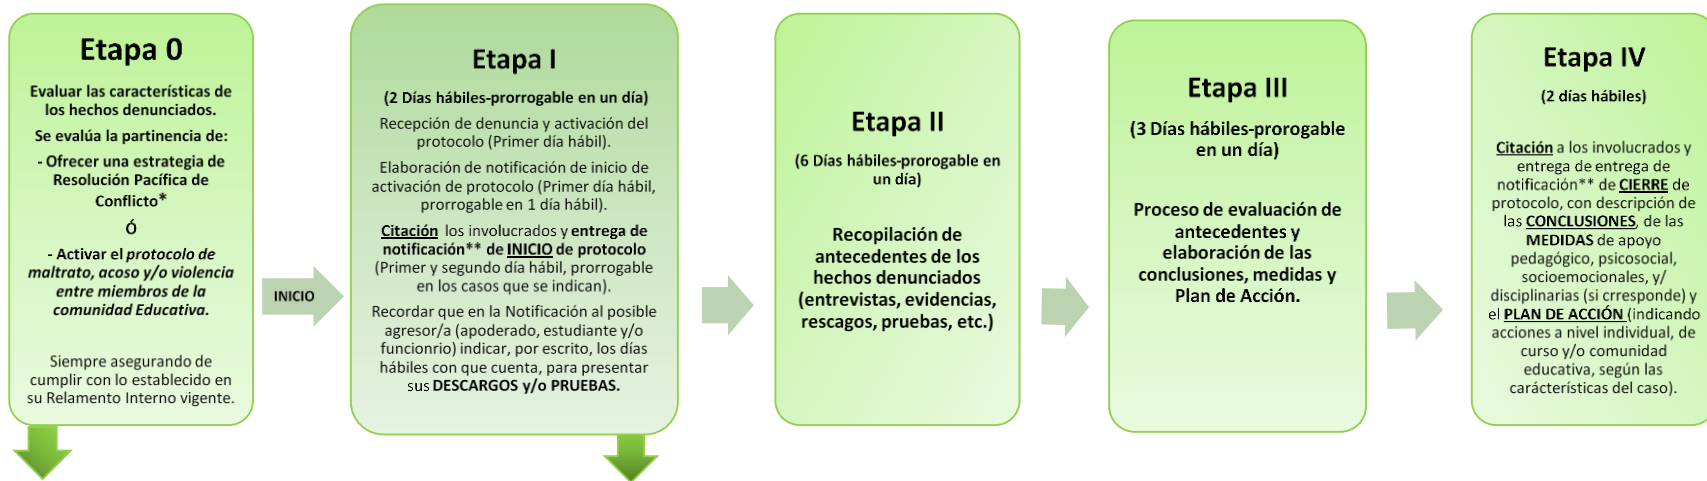 Etapa 0
Evaluar las características de
los hechos denunciados.
Se evalúa la partinencia de:
- Ofrecer una estrategia de
Resolución Pacífica de
Conflicto*
Ó
- Activar el protocolo de
maltrato, acoso y/o violencia
entre miembros de la
comunidad Educativa.
Siempre asegurando de
cumplir con lo establecido en
su Relamento Interno vigente.
INICIO
Etapa I
(2 Días hábiles-prorrogable en un día)
Recepción de denuncia y activación del
protocolo (Primer día hábil).
Elaboración de notificación de inicio de
activación de protocolo (Primer día hábil,
prorrogable en 1 día hábil).
Citación los involucrados y entrega de
notificación** de INICIO de protocolo
(Primer y segundo día hábil, prorrogable
en los casos que se indican).
Recordar que en la Notificación al posible
agresor/a (apoderado, estudiante y/o
funcionrio) indicar, por escrito, los días
hábiles con que cuenta, para presentar
sus DESCARGOS y/o PRUEBAS.
Etapa II
(6 Días hábiles-prorogable en
un día)
Recopilación de
antecedentes de los
hechos denunciados
(entrevistas, evidencias,
rescagos, pruebas, etc.)
Etapa III
(3 Días hábiles-prorogable
en un día)
Proceso de evaluación de
antecedentes y
elaboración de las
conclusiones, medidas y
Plan de Acción.
Etapa IV
(2 días hábiles)
Citación a los involucrados y
entrega de entrega de
notificación** de CIERRE de
protocolo, con descripción de
las CONCLUSIONES, de las
MEDIDAS de apoyo
pedagógico, psicosocial,
socioemocionales, y/
disciplinarias (si crresponde) y
el PLAN DE ACCIÓN (indicando
acciones a nivel individual, de
curso y/o comunidad
educativa, según las
carácterísticas del caso).